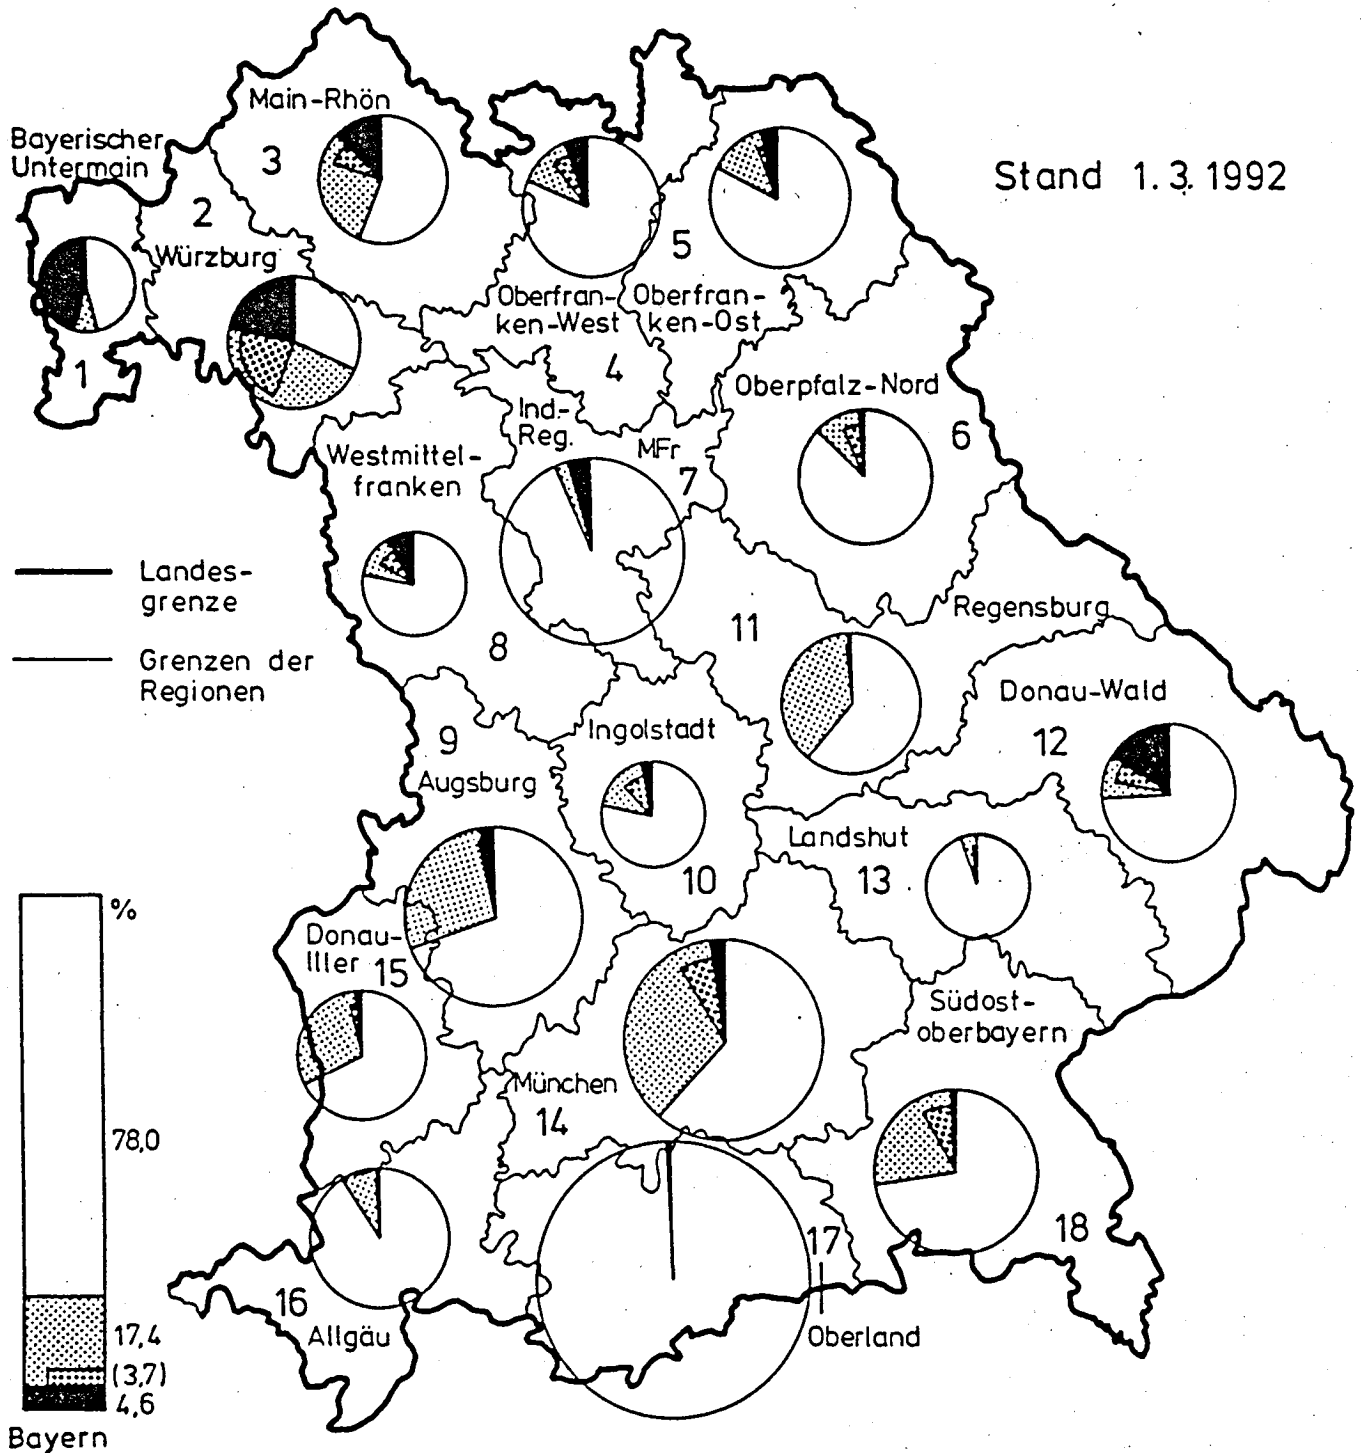 Main-Rhön
3
Bayerischer
Untermain
2
Würzburg
1
Stand 1.3.1992
5
Oberfran-
ken-West
4
Oberfran-
ken-Ost
Oberpfalz-Nord
6
Ind.-
Reg.
MFr
7
Westmittel-
franken
8
Landes-
grenze
Grenzen der
Regionen
11
Regensburg
Donau-Wald
12
9
Augsburg
Ingolstadt
10
Landshut
13
Donau-
Iller 15
Südost-
oberbayern
München
14
18
17
Oberland
16
Allgäu
%
78,0
17,4
(3,7)
4,6
Bayern